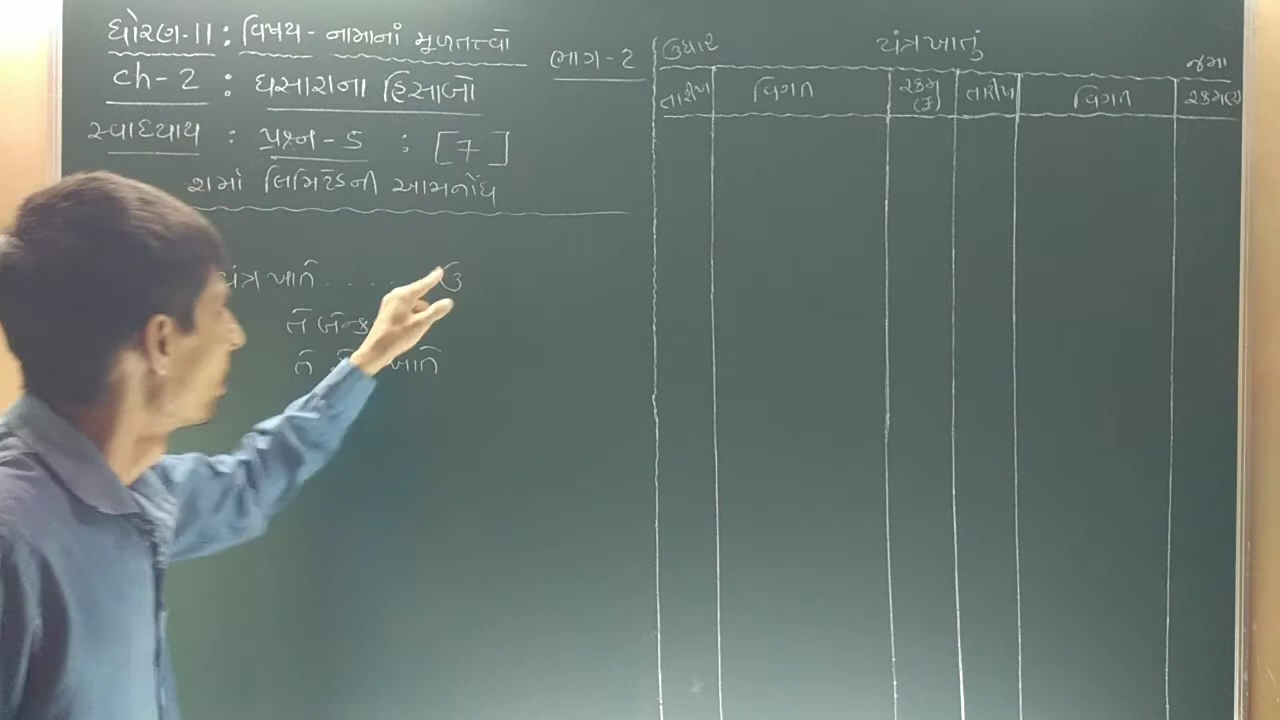 ધોરણ-11 : વિષય - નામાનાં મૂળતત્ત્વો
ભાગ-2
ch-2 : ઘસારાના હિસાબો
સ્વાધ્યાય : પ્રશ્ન-5 : [7]
શર્મા લિમિટેડની આમનોંધ
યંત્ર ખાતે ..... ઉ
તે બેન્ક
તે ખાતે
ઉધાર યંત્રખાતું જમા
તારીખ વિગત રકમ (₹) તારીખ વિગત રકમ(₹)